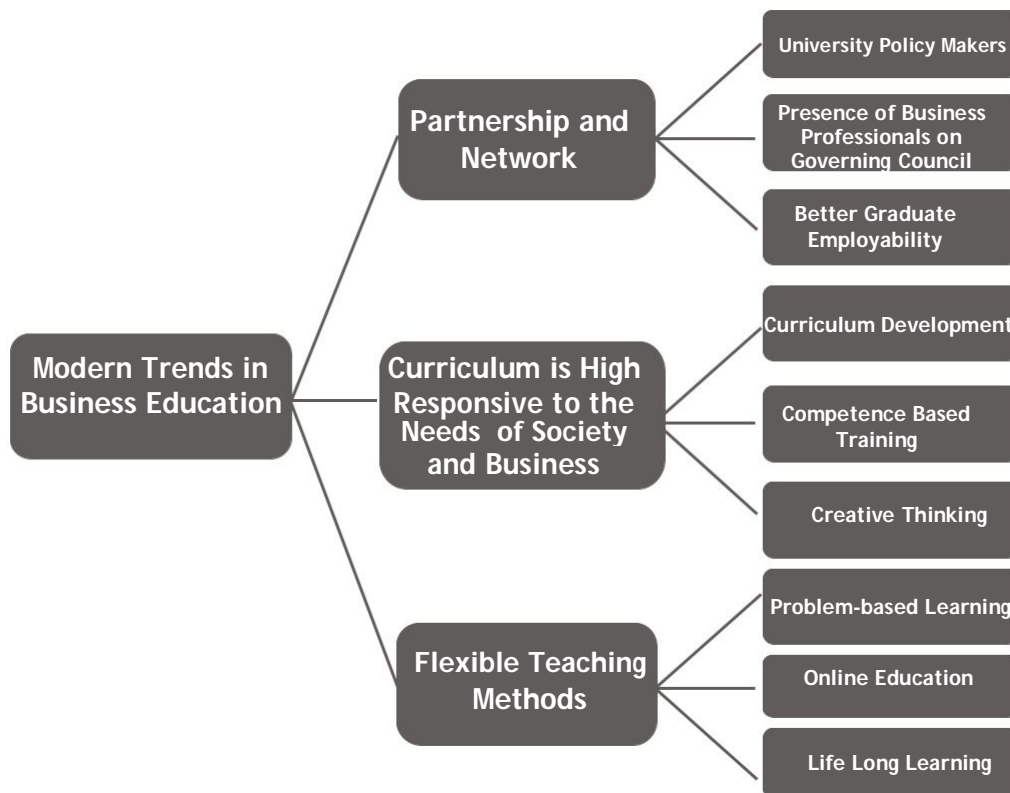 Modern Trends in
Business Education
Partnership and
Network
University Policy Makers
Presence of Business
Professionals on
Governing Council
Better Graduate
Employability
Curriculum is High
Responsive to the
Needs of Society
and Business
Curriculum Development
Competence Based
Training
Creative Thinking
Flexible Teaching
Methods
Problem-based Learning
Online Education
Life Long Learning